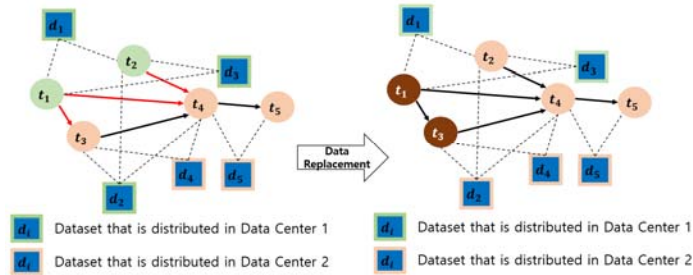 d₁
t₂
d₃
t₁
t₄
t₅
t₃
d₄
d₅
d₂
dᵢ Dataset that is distributed in Data Center 1
dᵢ Dataset that is distributed in Data Center 2
Data
Replacement
d₁
t₂
d₃
t₁
t₄
t₅
t₃
d₄
d₅
d₂
dᵢ Dataset that is distributed in Data Center 1
dᵢ Dataset that is distributed in Data Center 2